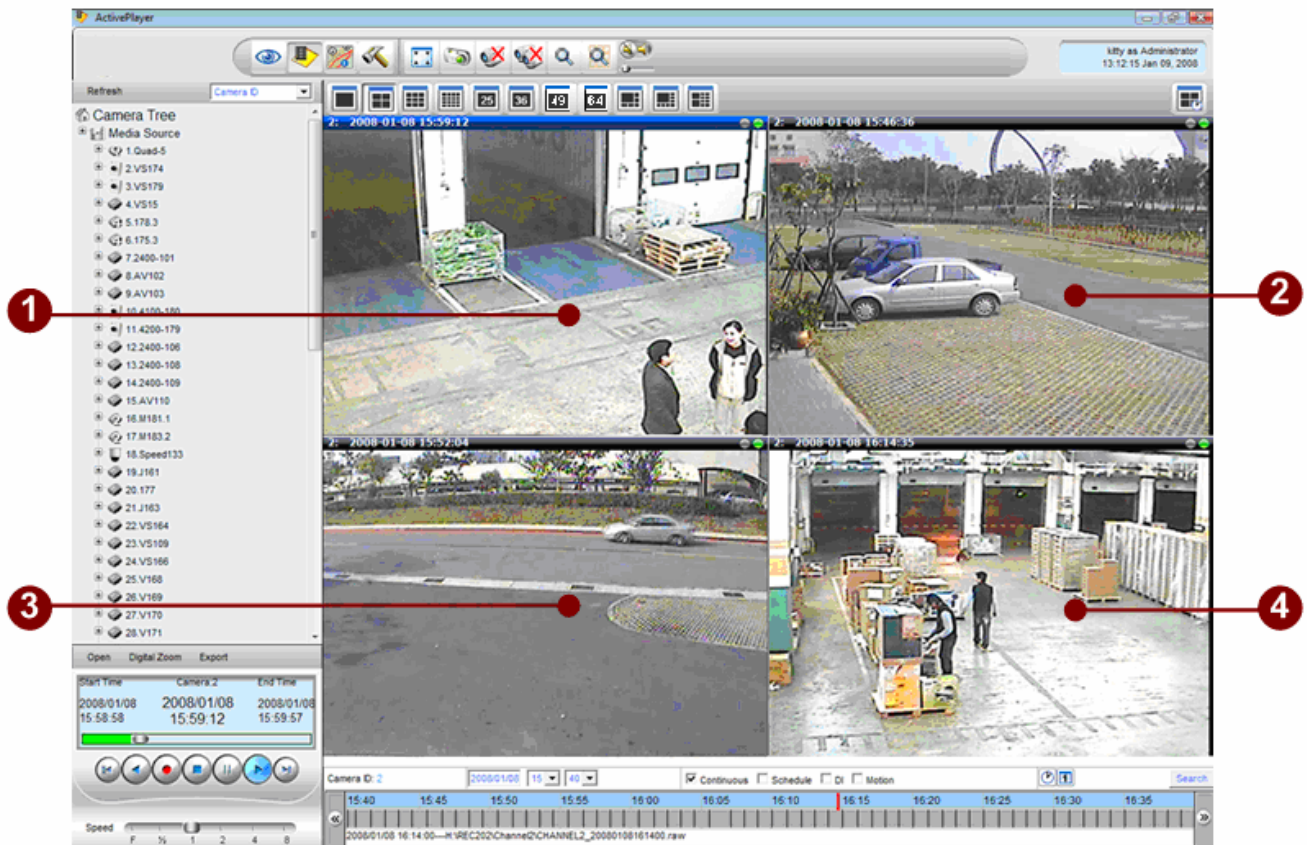 ActivePlayer
kitty as Administrator
13:12:15 Jan 09, 2008
Refresh Camera ID
25 36 49 64
Camera Tree
Media Source
1.Quad-5
2.VS174
3.VS179
4.VS15
5.178.3
6.175.3
7.2400-101
8.AV102
9.AV103
10.4100-180
11.4200-179
12.2400-106
13.2400-108
14.2400-109
15.AV110
16.M181.1
17.M183.2
18.Speed133
19.J161
20.177
21.J163
22.VS164
23.VS109
24.VS166
25.V168
26.V169
27.V170
28.V171
2: 2008-01-08 15:59:12
2: 2008-01-08 15:46:36
2: 2008-01-08 15:52:04
2: 2008-01-08 16:14:35
1
2
3
4
Open Digital Zoom Export
Start Time Camera:2 End Time
2008/01/08 2008/01/08 2008/01/08
15:58:58 15:59:12 15:59:57
Speed
F ½ 1 2 4 8
Camera ID: 2 2008/01/08 15 40 Continuous Schedule DI Motion Search
15:40 15:45 15:50 15:55 16:00 16:05 16:10 16:15 16:20 16:25 16:30 16:35
2008/01/08 16:14:00---H:\REC202\Channel2\CHANNEL2_20080108161400.raw